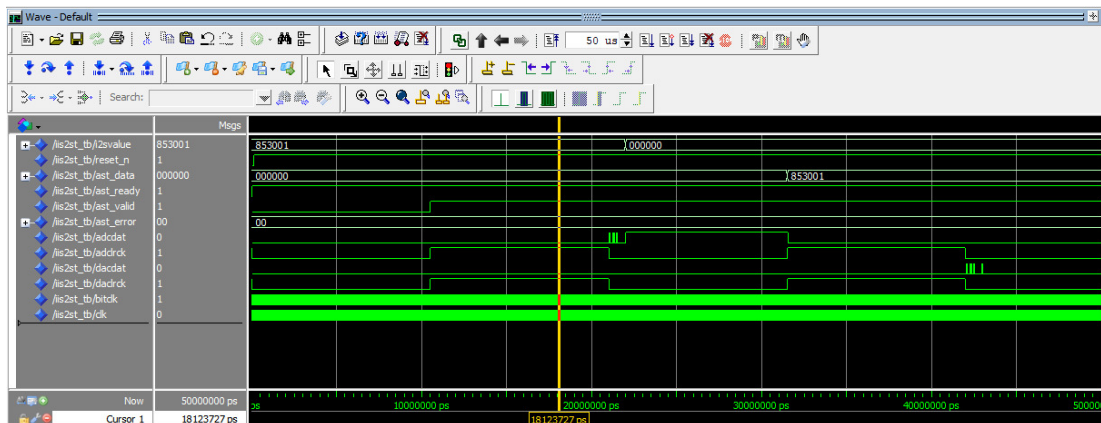 Wave - Default
50 us
Search:
Msgs
/iis2st_tb/i2svalue 853001 853001 000000
/iis2st_tb/reset_n 1
/iis2st_tb/ast_data 000000 000000 853001
/iis2st_tb/ast_ready 1
/iis2st_tb/ast_valid 1
/iis2st_tb/ast_error 00 00
/iis2st_tb/adcdat 0
/iis2st_tb/addrck 1
/iis2st_tb/dacdat 0
/iis2st_tb/dadrck 1
/iis2st_tb/bitclk 1
/iis2st_tb/clk 0
Now 50000000 ps ps 10000000 ps 20000000 ps 30000000 ps 40000000 ps 50000
Cursor 1 18123727 ps 18123727 ps